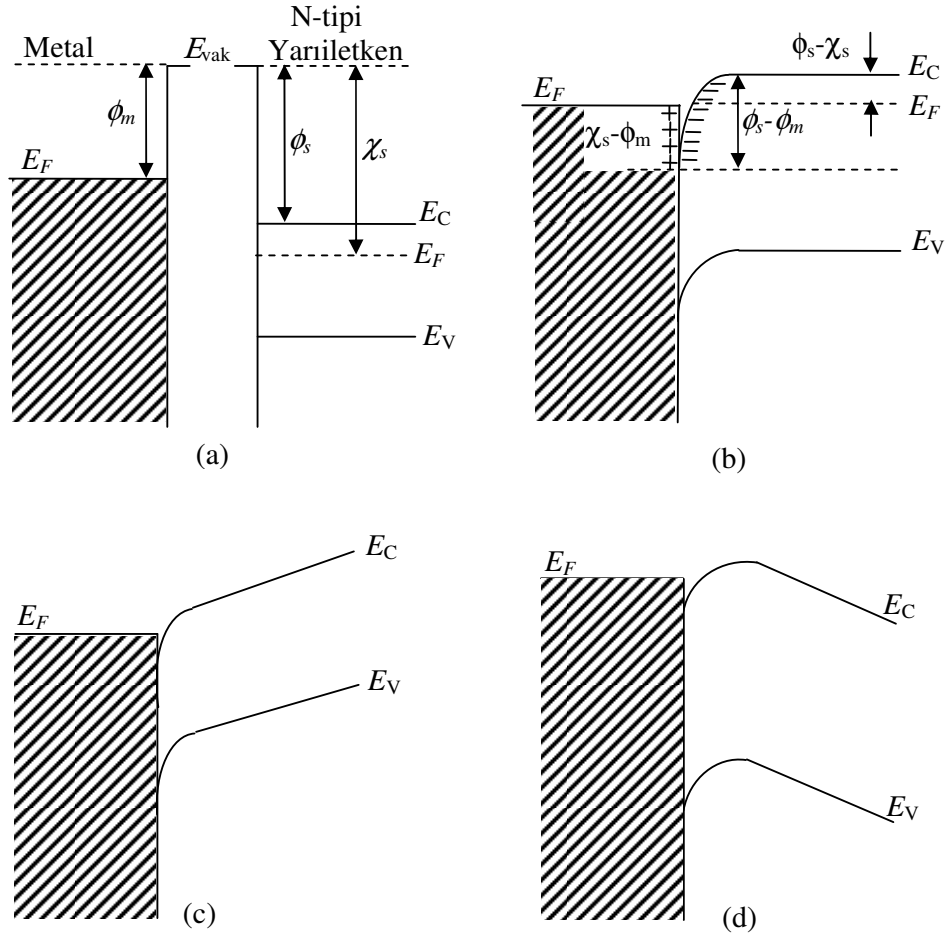 N-tipi
Metal
E_vak
Yarıiletken
ϕ_m
ϕ_s
χ_s
E_F
E_C
E_F
E_V
(a)
ϕ_s-χ_s
E_C
E_F
E_F
χ_s-ϕ_m
ϕ_s-ϕ_m
E_V
(b)
E_C
E_F
E_V
(c)
E_F
E_C
E_V
(d)